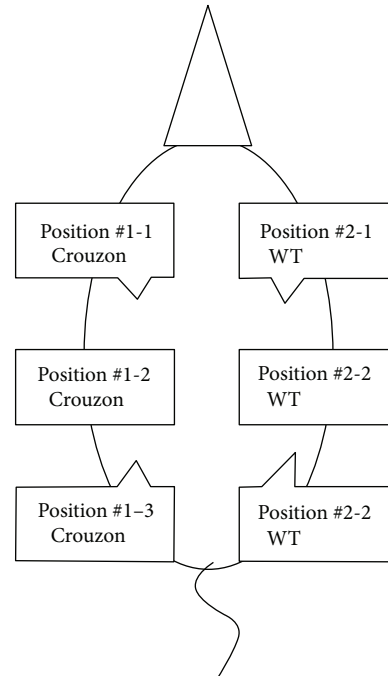 Position #1-1
Crouzon
Position #2-1
WT
Position #1-2
Crouzon
Position #2-2
WT
Position #1–3
Crouzon
Position #2-2
WT